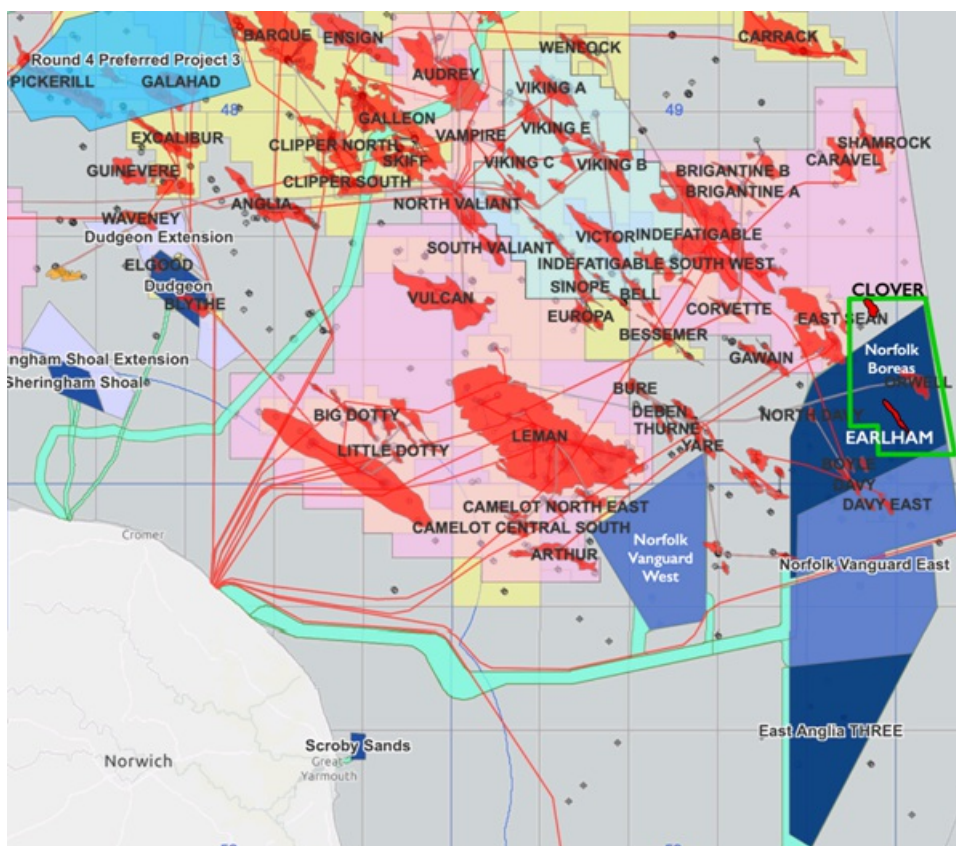 BARQUE
ENSIGN
WENLOCK
CARRACK
Round 4 Preferred Project 3
PICKERILL
GALAHAD
AUDREY
VIKING A
48
49
GALLEON
EXCALIBUR
VAMPIRE
VIKING E
CLIPPER NORTH
SKIFF
SHAMROCK
CARAVEL
GUINEVERE
VIKING C
VIKING B
BRIGANTINE B
CLIPPER SOUTH
BRIGANTINE A
ANGLIA
NORTH VALIANT
WAVENEY
Dudgeon Extension
VICTOR
INDEFATIGABLE
SOUTH VALIANT
ELGOOD
INDEFATIGABLE SOUTH WEST
Dudgeon
SINOPE
BELL
CLOVER
BLYTHE
VULCAN
CORVETTE
EUROPA
EAST SEAN
BESSEMER
Norfolk
Boreas
ngham Shoal Extension
GAWAIN
Sheringham Shoal
BURE
ORWELL
BIG DOTTY
DEBEN
NORTH DAVY
THURNE
LEMAN
EARLHAM
LITTLE DOTTY
YARE
BOYLE
DAVY
CAMELOT NORTH EAST
DAVY EAST
CAMELOT CENTRAL SOUTH
Cromer
ARTHUR
Norfolk
Vanguard
West
Norfolk Vanguard East
East Anglia THREE
Scroby Sands
Norwich
Great
Yarmouth